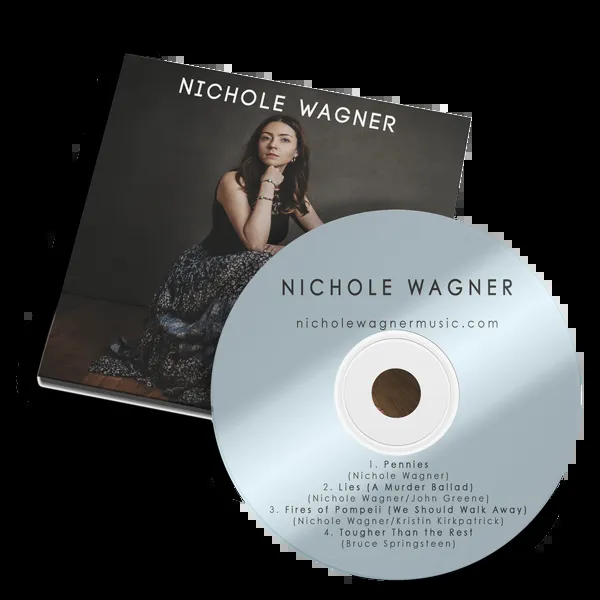 NICHOLE WAGNER
NICHOLE WAGNER
nicholewagnermusic.com
1. Pennies
(Nichole Wagner)
2. Lies (A Murder Ballad)
(Nichole Wagner/John Greene)
3. Fires of Pompeii (We Should Walk Away)
(Nichole Wagner/Kristin Kirkpatrick)
4. Tougher Than the Rest
(Bruce Springsteen)